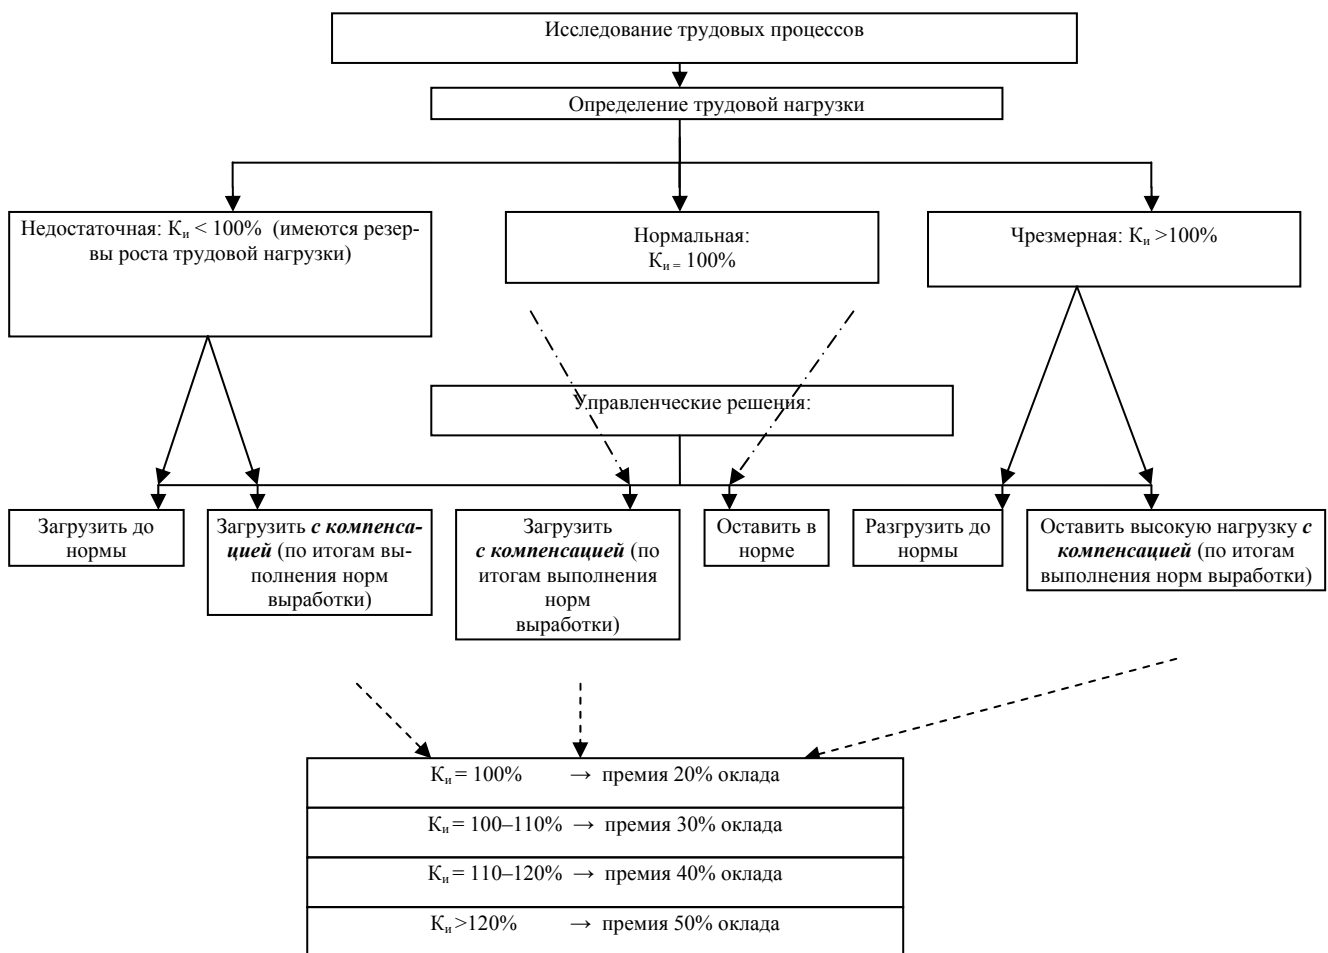 Исследование трудовых процессов
Определение трудовой нагрузки
Недостаточная: Ки < 100% (имеются резер-
вы роста трудовой нагрузки)
Нормальная:
Ки = 100%
Чрезмерная: Ки >100%
Управленческие решения:
Загрузить до
нормы
Загрузить с компенса-
цией (по итогам вы-
полнения норм
выработки)
Загрузить
с компенсацией (по
итогам выполнения
норм
выработки)
Оставить в
норме
Разгрузить до
нормы
Оставить высокую нагрузку с
компенсацией (по итогам
выполнения норм выработки)
Ки = 100% → премия 20% оклада
Ки = 100–110% → премия 30% оклада
Ки = 110–120% → премия 40% оклада
Ки >120% → премия 50% оклада